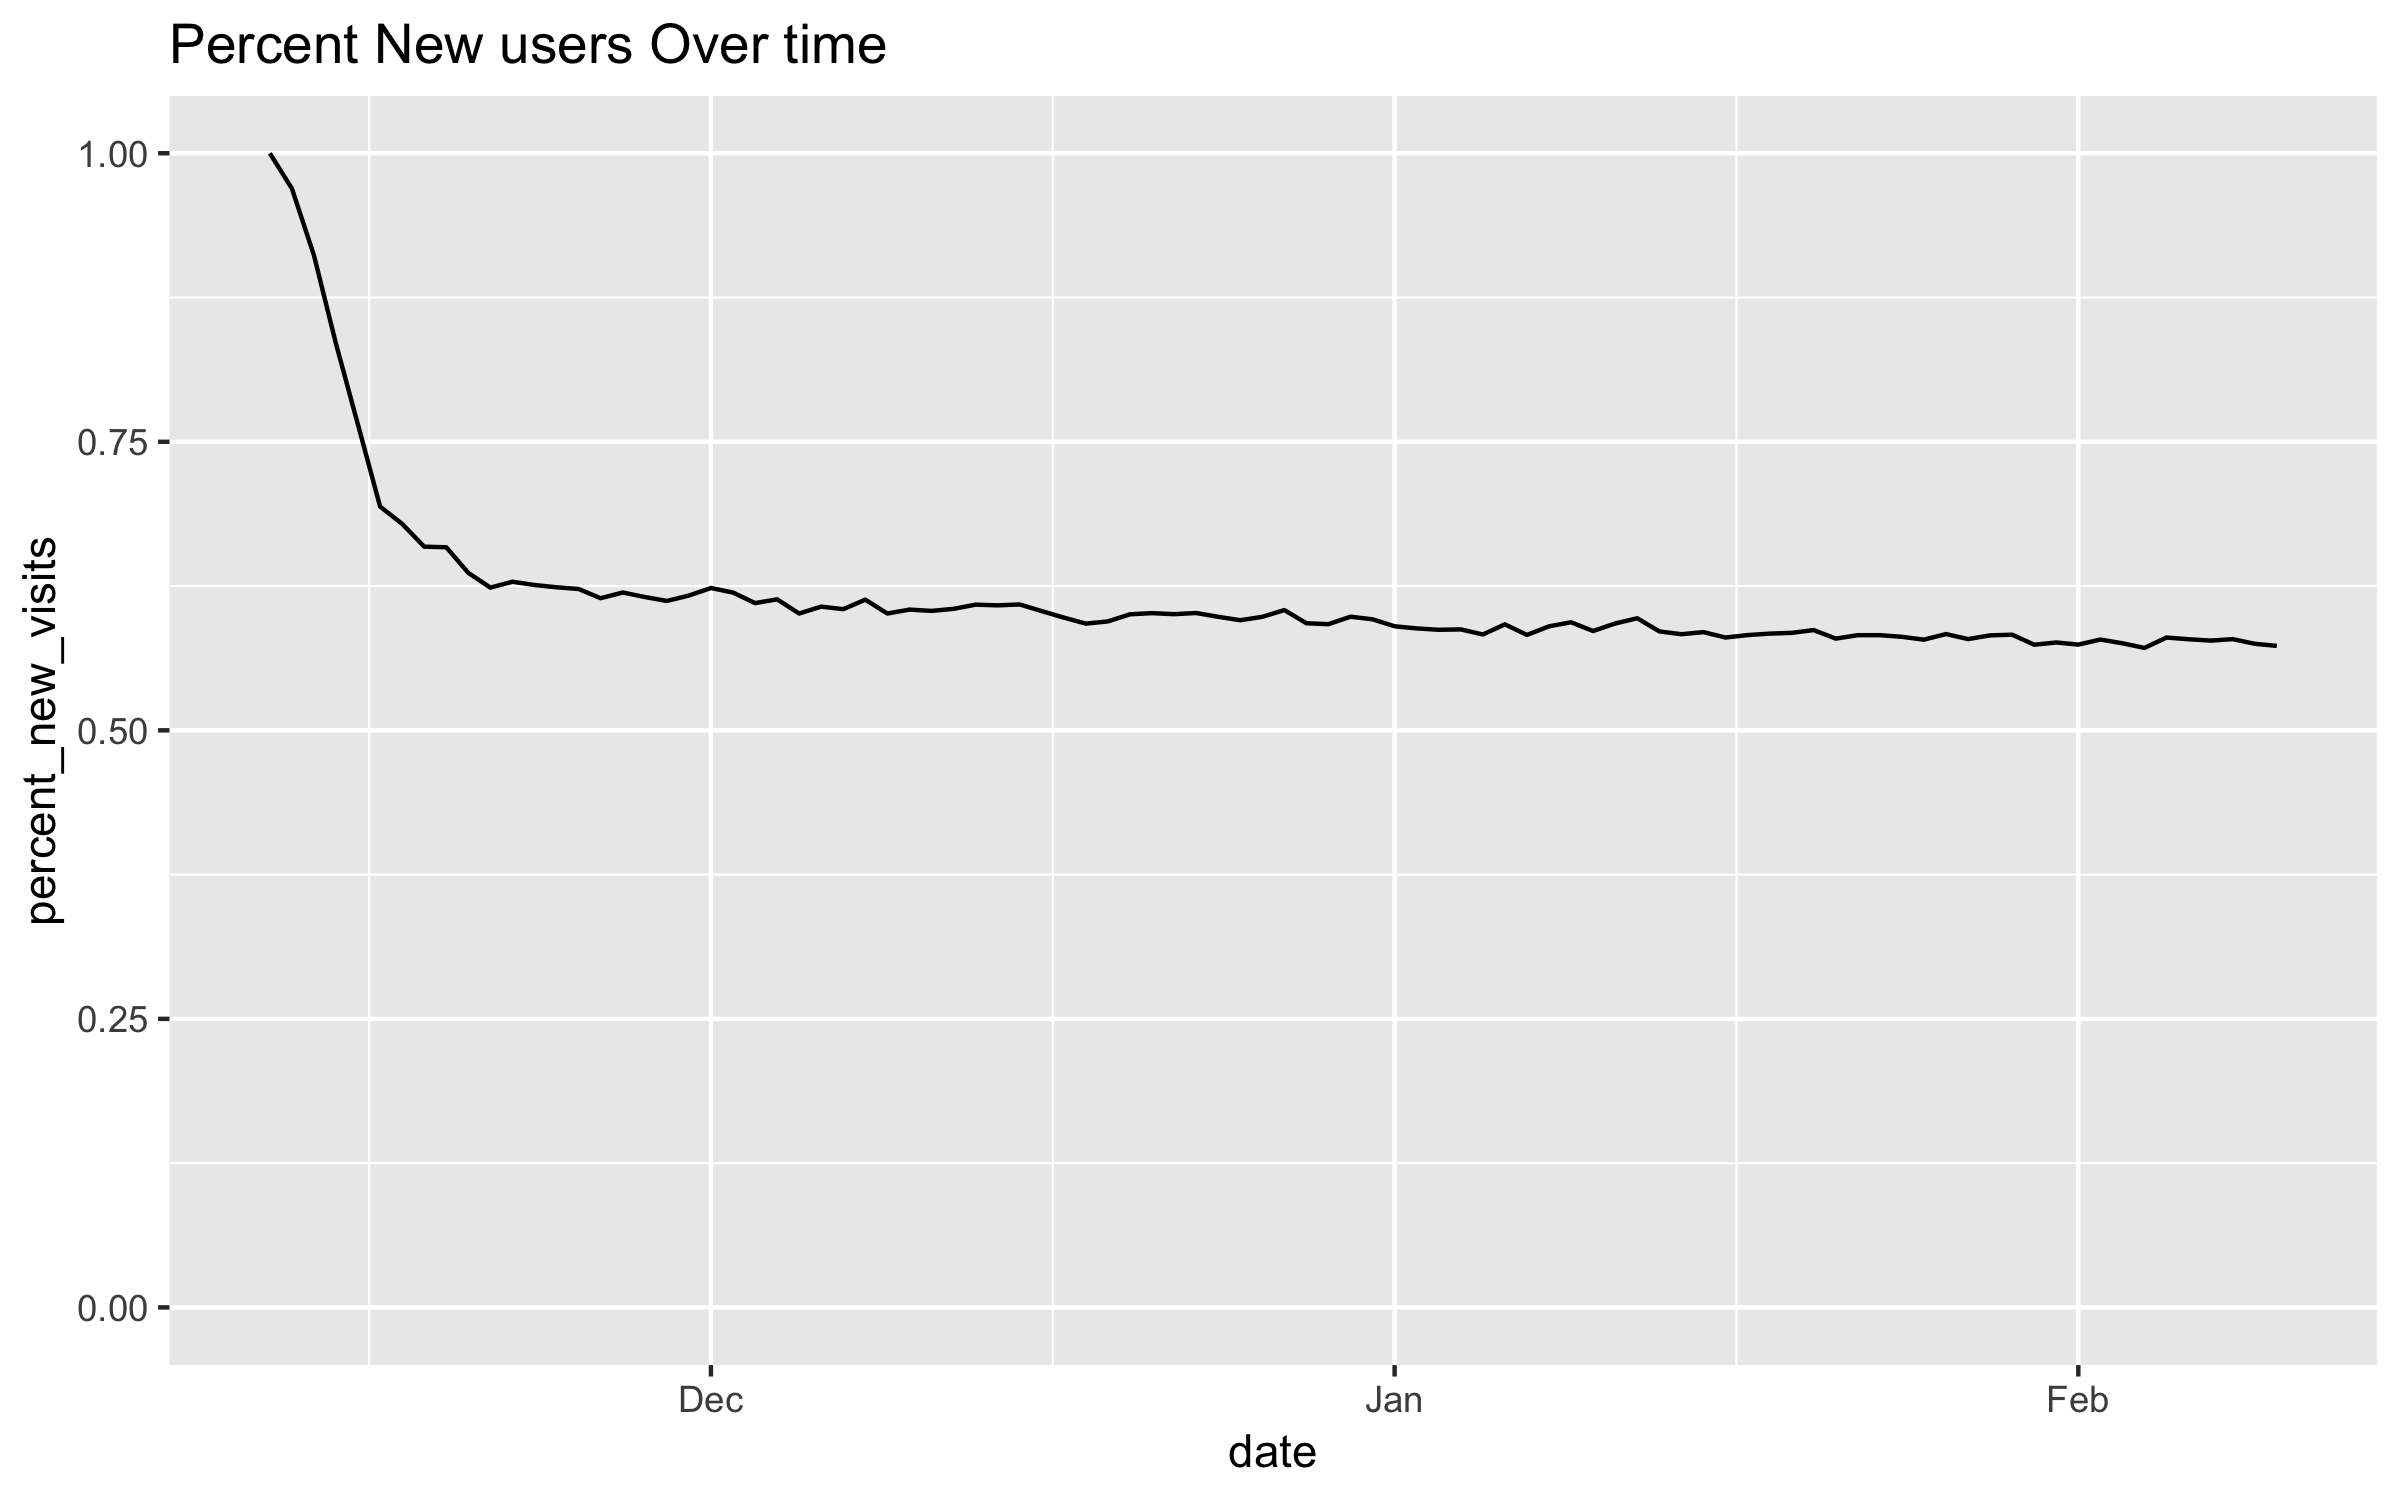 Percent New users Over time
percent_new_visits
1.00
0.75
0.50
0.25
0.00
Dec
Jan
Feb
date